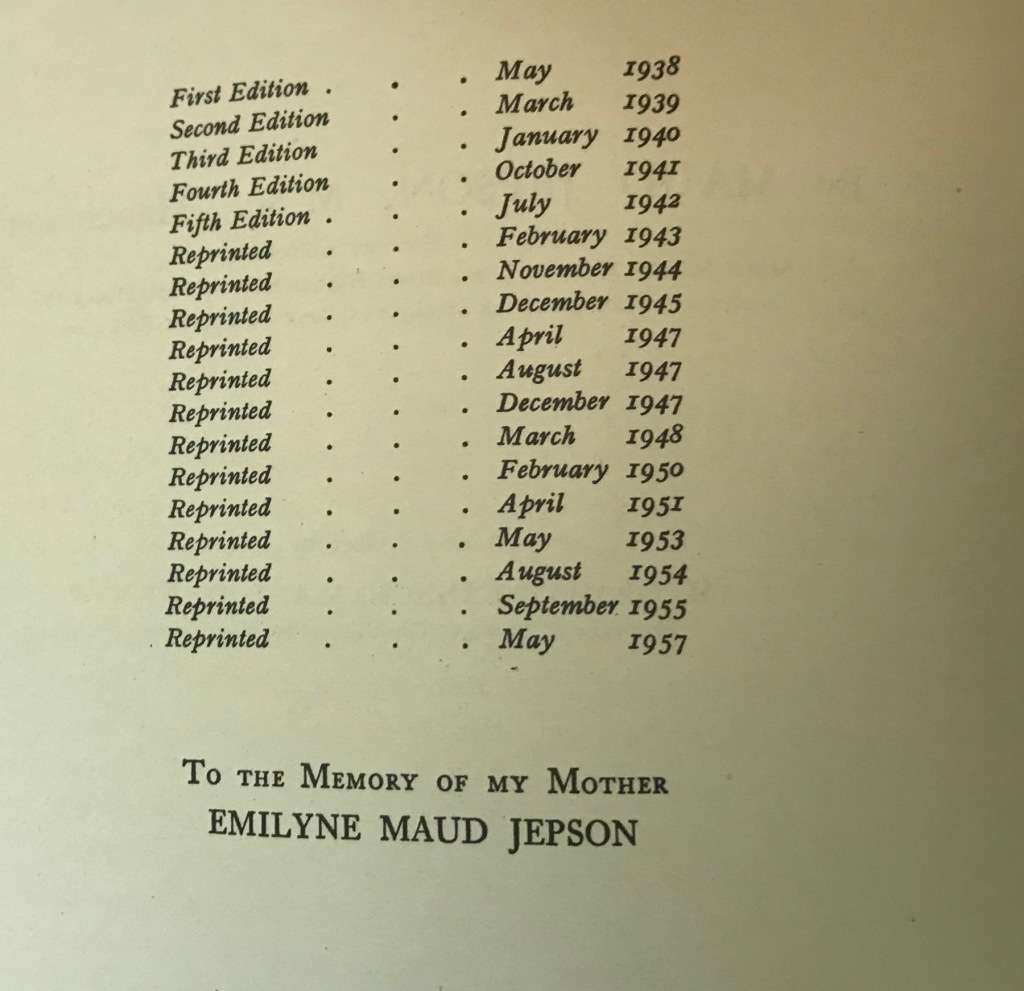 First Edition . . . May 1938
Second Edition . . March 1939
Third Edition . . January 1940
Fourth Edition . . October 1941
Fifth Edition . . . July 1942
Reprinted . . . February 1943
Reprinted . . . November 1944
Reprinted . . . December 1945
Reprinted . . . April 1947
Reprinted . . . August 1947
Reprinted . . . December 1947
Reprinted . . . March 1948
Reprinted . . . February 1950
Reprinted . . . April 1951
Reprinted . . . May 1953
Reprinted . . . August 1954
Reprinted . . . September 1955
Reprinted . . . May 1957
To the Memory of my Mother
EMILYNE MAUD JEPSON